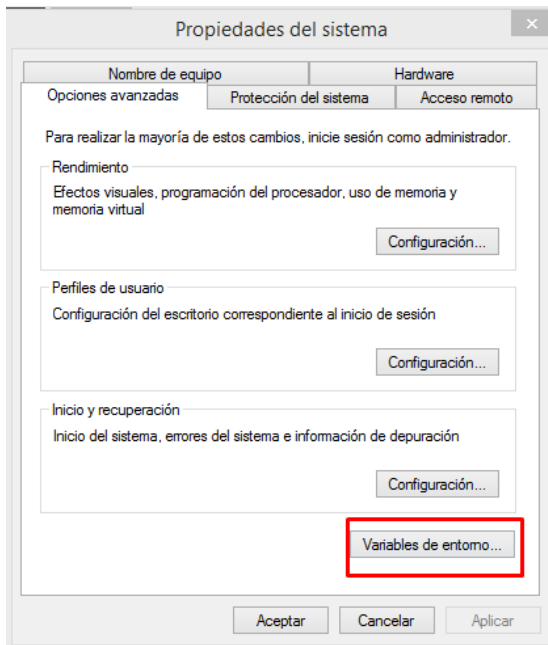 Propiedades del sistema
Nombre de equipo
Hardware
Opciones avanzadas
Protección del sistema
Acceso remoto
Para realizar la mayoría de estos cambios, inicie sesión como administrador.
Rendimiento
Efectos visuales, programación del procesador, uso de memoria y
memoria virtual
Configuración...
Perfiles de usuario
Configuración del escritorio correspondiente al inicio de sesión
Configuración...
Inicio y recuperación
Inicio del sistema, errores del sistema e información de depuración
Configuración...
Variables de entorno...
Aceptar
Cancelar
Aplicar